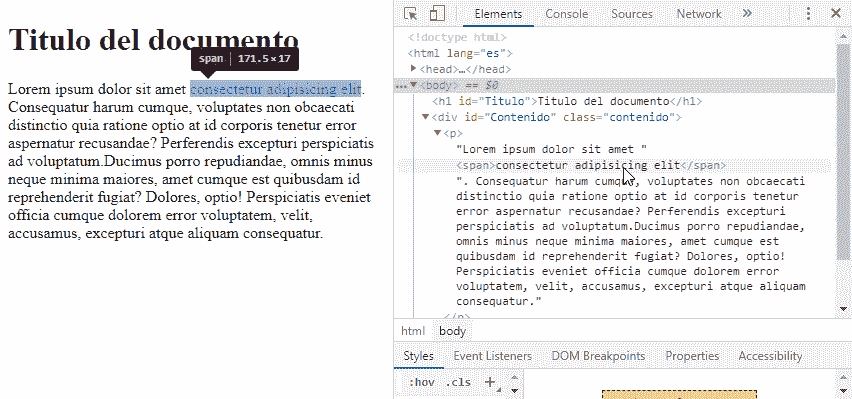 Titulo del documento
span | 171.5 × 17
Lorem ipsum dolor sit amet consectetur adipisicing elit.
Consequatur harum cumque, voluptates non obcaecati
distinctio quia ratione optio at id corporis tenetur error
aspernatur recusandae? Perferendis excepturi perspiciatis
ad voluptatum.Ducimus porro repudiandae, omnis minus
neque minima maiores, amet cumque est quibusdam id
reprehenderit fugiat? Dolores, optio! Perspiciatis eveniet
officia cumque dolorem error voluptatem, velit,
accusamus, excepturi atque aliquam consequatur.
Elements Console Sources Network »
<!doctype html>
<html lang="es">
<head>…</head>
… <body> == $0
<h1 id="Titulo">Titulo del documento</h1>
<div id="Contenido" class="contenido">
<p>
"Lorem ipsum dolor sit amet "
<span>consectetur adipisicing elit</span>
". Consequatur harum cumque, voluptates non obcaecati
distinctio quia ratione optio at id corporis tenetur
error aspernatur recusandae? Perferendis excepturi
perspiciatis ad voluptatum.Ducimus porro repudiandae,
omnis minus neque minima maiores, amet cumque est
quibusdam id reprehenderit fugiat? Dolores, optio!
Perspiciatis eveniet officia cumque dolorem error
voluptatem, velit, accusamus, excepturi atque aliquam
consequatur."
</p>
html body
Styles Event Listeners DOM Breakpoints Properties Accessibility
:hov .cls +